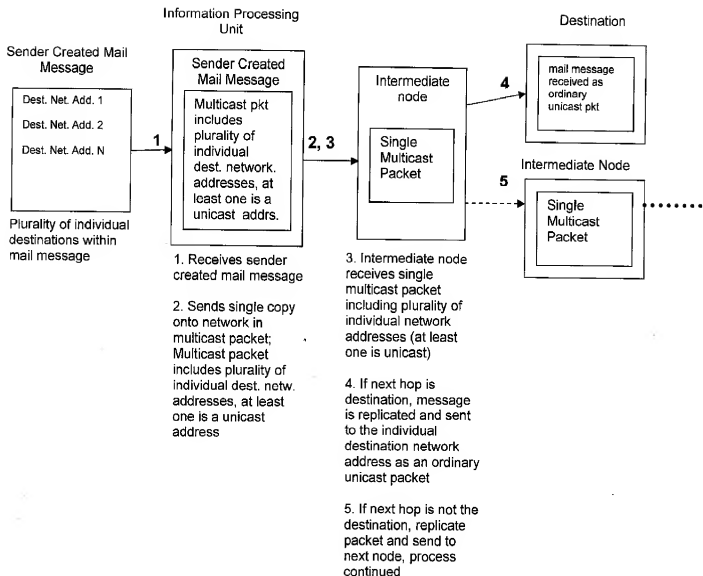 Sender Created Mail
Message
Dest. Net. Add. 1
Dest. Net. Add. 2
Dest. Net. Add. N
Plurality of individual
destinations within
mail message
1
Information Processing
Unit
Sender Created
Mail Message
Multicast pkt
includes
plurality of
individual
dest. network.
addresses, at
least one is a
unicast addrs.
1. Receives sender
created mail message
2. Sends single copy
onto network in
multicast packet;
Multicast packet
includes plurality of
individual dest. netw.
addresses, at least
one is a unicast
address
2, 3
Intermediate
node
Single
Multicast
Packet
3. Intermediate node
receives single
multicast packet
including plurality of
individual network
addresses (at least
one is unicast)
4. If next hop is
destination, message
is replicated and sent
to the individual
destination network
address as an ordinary
unicast packet
5. If next hop is not the
destination, replicate
packet and send to
next node, process
continued
4
Destination
mail message
received as
ordinary
unicast pkt
5
Intermediate Node
Single
Multicast
Packet